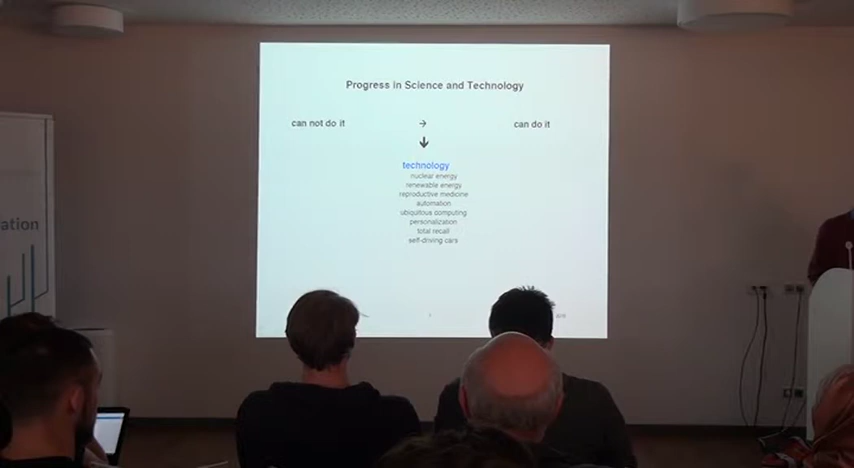 Progress in Science and Technology
can not do it → can do it
↓
technology
nuclear energy
renewable energy
reproductive medicine
automation
ubiquitous computing
personalization
total recall
self-driving cars
ation